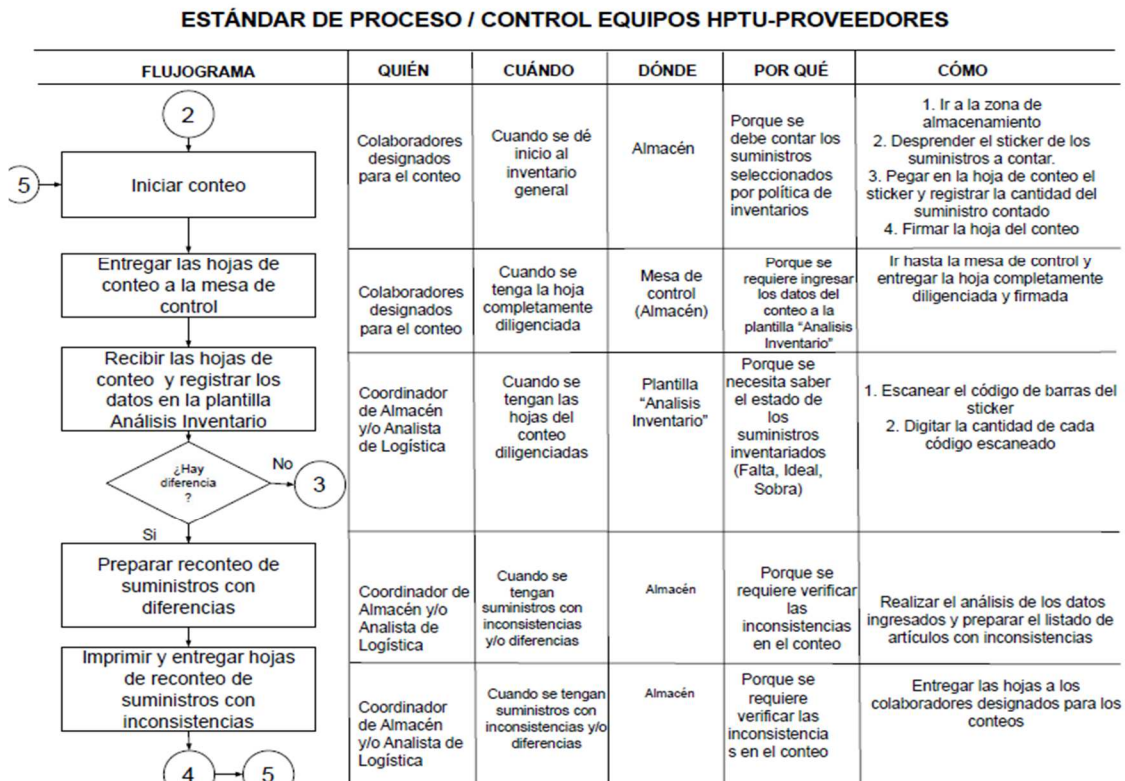 ESTÁNDAR DE PROCESO / CONTROL EQUIPOS HPTU-PROVEEDORES
FLUJOGRAMA
QUIÉN
CUÁNDO
DÓNDE
POR QUÉ
CÓMO
2
5
Iniciar conteo
Colaboradores
designados
para el conteo
Cuando se dé
inicio al
inventario
general
Almacén
Porque se
debe contar los
suministros
seleccionados
por política de
inventarios
1. Ir a la zona de
almacenamiento
2. Desprender el sticker de los
suministros a contar.
3. Pegar en la hoja de conteo el
sticker y registrar la cantidad del
suministro contado
4. Firmar la hoja del conteo
Entregar las hojas de
conteo a la mesa de
control
Colaboradores
designados
para el conteo
Cuando se
tenga la hoja
completamente
diligenciada
Mesa de
control
(Almacén)
Porque se
requiere ingresar
los datos del
conteo a la
plantilla “Analisis
Inventario”
Ir hasta la mesa de control y
entregar la hoja completamente
diligenciada y firmada
Recibir las hojas de
conteo y registrar los
datos en la plantilla
Análisis Inventario
Coordinador
de Almacén
y/o Analista
de Logística
Cuando se
tengan las
hojas del
conteo
diligenciadas
Plantilla
“Analisis
Inventario”
Porque se
necesita saber
el estado de
los
suministros
inventariados
(Falta, Ideal,
Sobra)
1. Escanear el código de barras del
sticker
2. Digitar la cantidad de cada
código escaneado
¿Hay
diferencia
?
No
3
Si
Preparar reconteo de
suministros con
diferencias
Coordinador de
Almacén y/o
Analista de
Logística
Cuando se
tengan
suministros con
inconsistencias
y/o diferencias
Almacén
Porque se
requiere verificar
las
inconsistencias
en el conteo
Realizar el análisis de los datos
ingresados y preparar el listado de
artículos con inconsistencias
Imprimir y entregar hojas
de reconteo de
suministros con
inconsistencias
Coordinador
de Almacén
y/o Analista de
Logística
Cuando se tengan
suministros con
inconsistencias y/o
diferencias
Almacén
Porque se
requiere
verificar las
inconsistencia
s en el conteo
Entregar las hojas a los
colaboradores designados para los
conteos
4
5